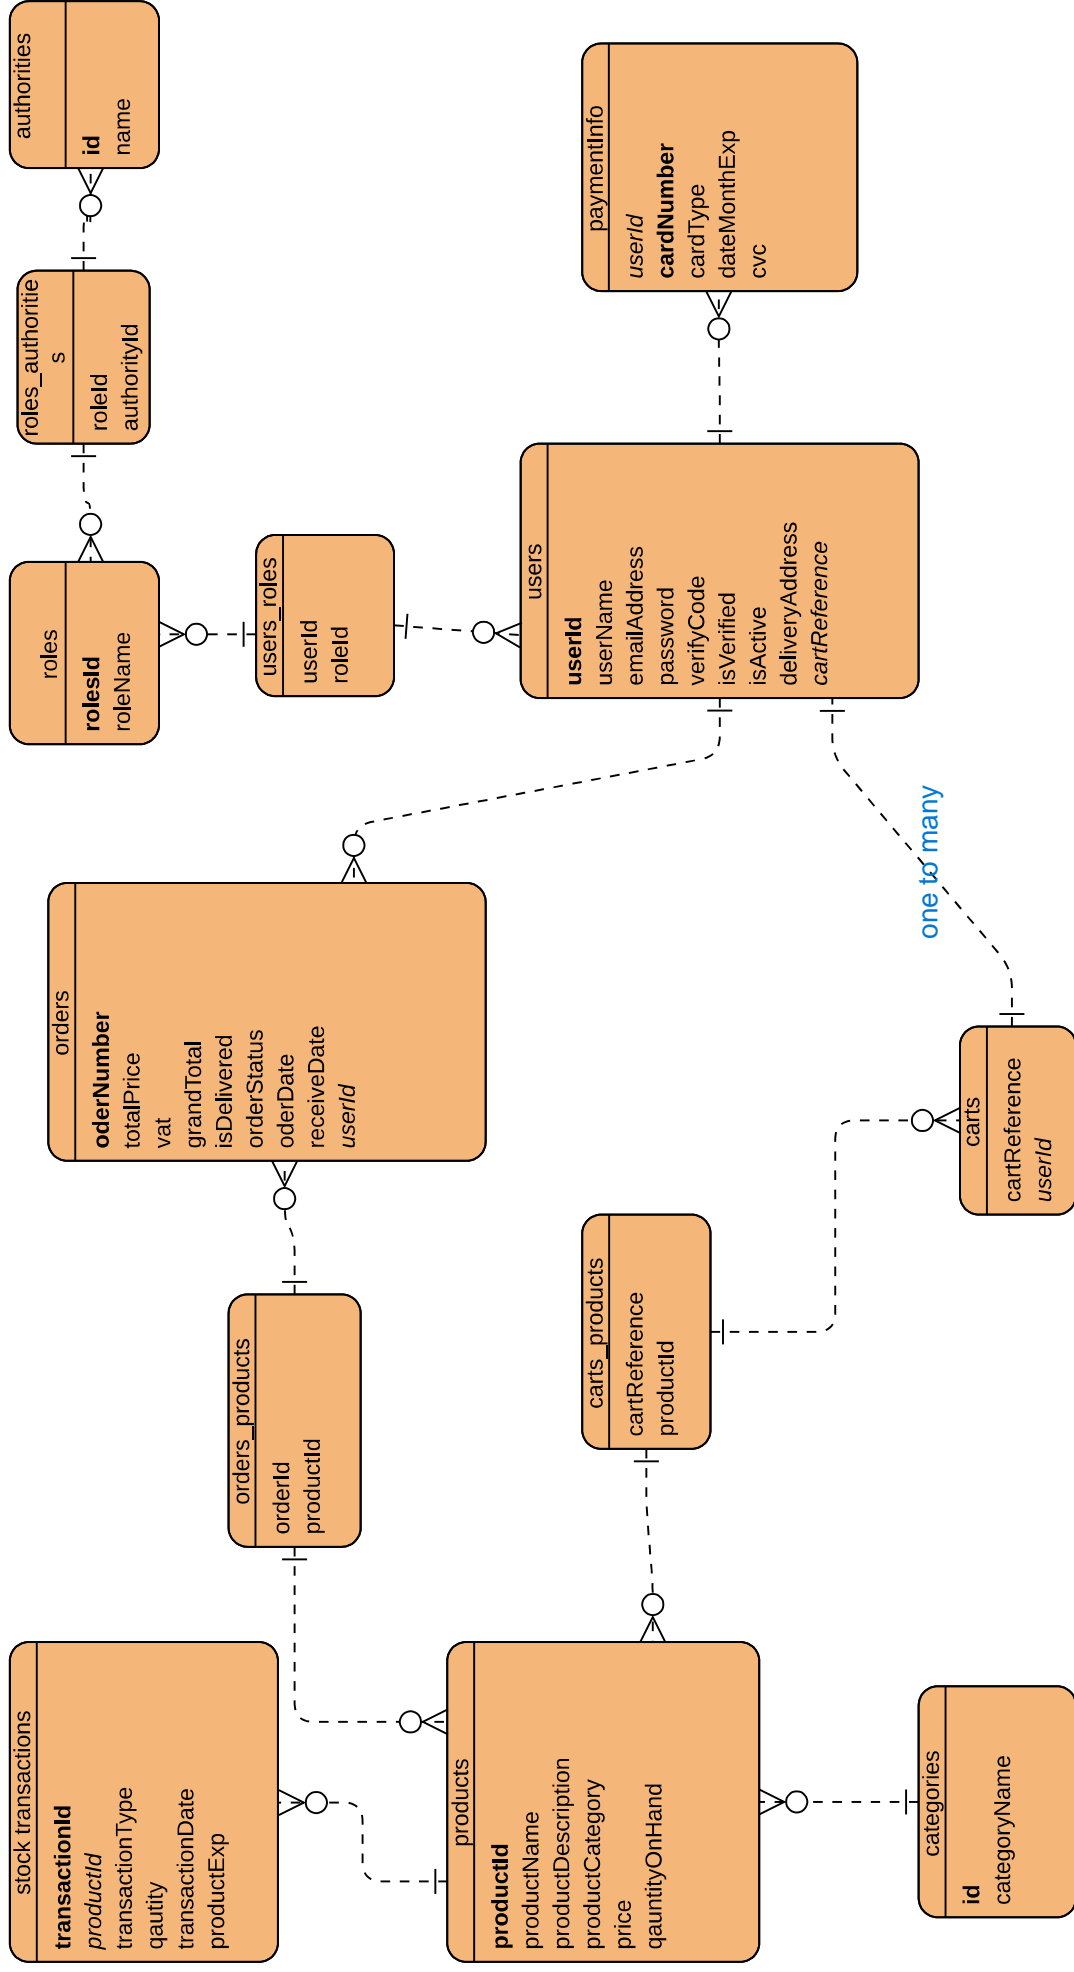 stock transactions
transactionId
productId
transactionType
qautity
transactionDate
productExp
orders_products
orderId
productId
orders
oderNumber
totalPrice
vat
grandTotal
isDelivered
orderStatus
oderDate
receiveDate
userId
roles
rolesId
roleName
roles_authoritie
s
roleId
authorityId
authorities
id
name
users_roles
userId
roleId
products
productId
productName
productDescription
productCategory
price
qauntityOnHand
carts_products
cartReference
productId
users
userId
userName
emailAddress
password
verifyCode
isVerified
isActive
deliveryAddress
cartReference
paymentInfo
userId
cardNumber
cardType
dateMonthExp
cvc
one to many
categories
id
categoryName
carts
cartReference
userId